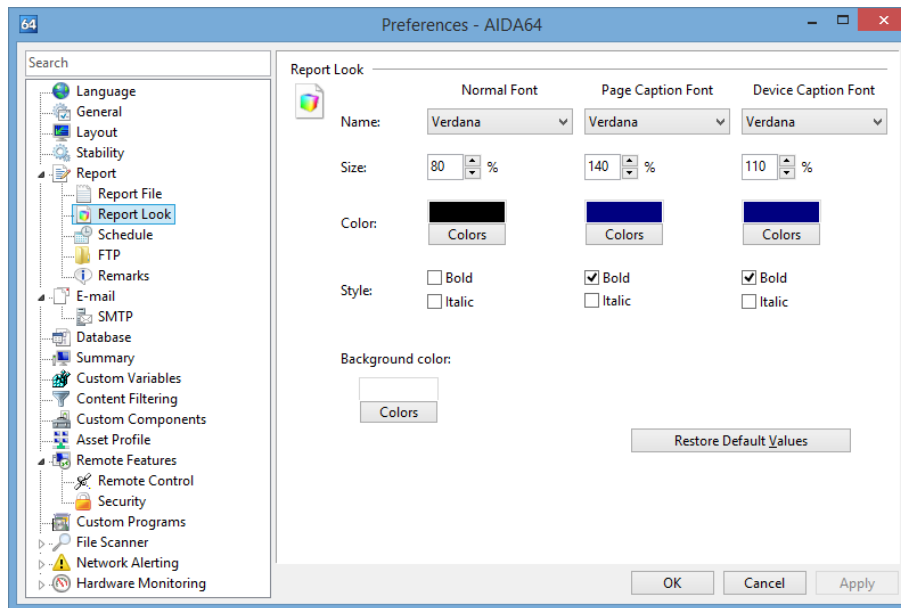 64
Preferences - AIDA64
Search
Language
General
Layout
Stability
Report
Report File
Report Look
Schedule
FTP
Remarks
E-mail
SMTP
Database
Summary
Custom Variables
Content Filtering
Custom Components
Asset Profile
Remote Features
Remote Control
Security
Custom Programs
File Scanner
Network Alerting
Hardware Monitoring
Report Look
Normal Font Page Caption Font Device Caption Font
Name: Verdana Verdana Verdana
Size: 80 % 140 % 110 %
Color:
Colors Colors Colors
Style:
Bold Bold Bold
Italic Italic Italic
Background color:
Colors
Restore Default Values
OK Cancel Apply